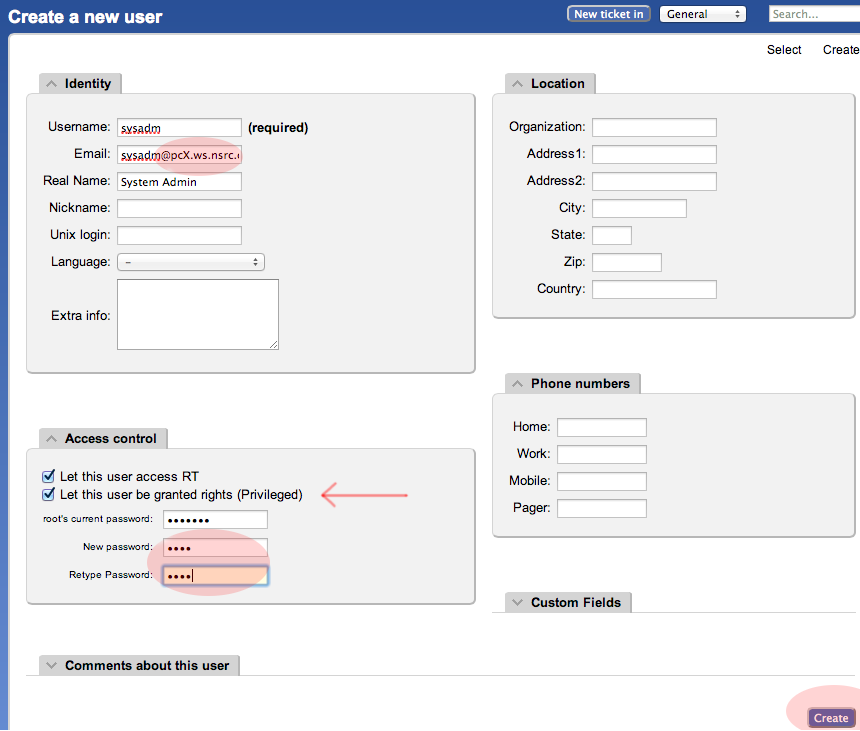 Create a new user
New ticket in General Search...
Select Create
Identity
Username: sysadm (required)
Email: sysadm@pcX.ws.nsrc.
Real Name: System Admin
Nickname:
Unix login:
Language: –
Extra info:
Access control
Let this user access RT
Let this user be granted rights (Privileged)
root's current password: •••••••
New password: ••••
Retype Password: ••••
Comments about this user
Location
Organization:
Address1:
Address2:
City:
State:
Zip:
Country:
Phone numbers
Home:
Work:
Mobile:
Pager:
Custom Fields
Create